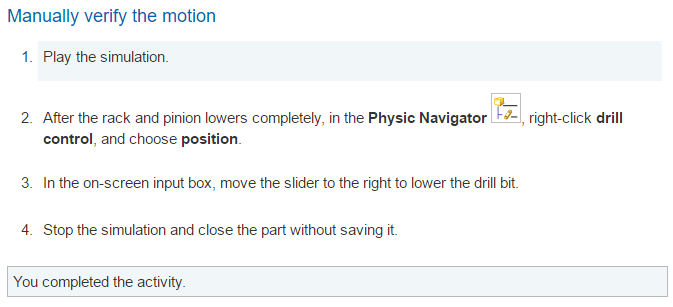 Manually verify the motion
1. Play the simulation.
2. After the rack and pinion lowers completely, in the Physic Navigator , right-click drill
control, and choose position.
3. In the on-screen input box, move the slider to the right to lower the drill bit.
4. Stop the simulation and close the part without saving it.
You completed the activity.